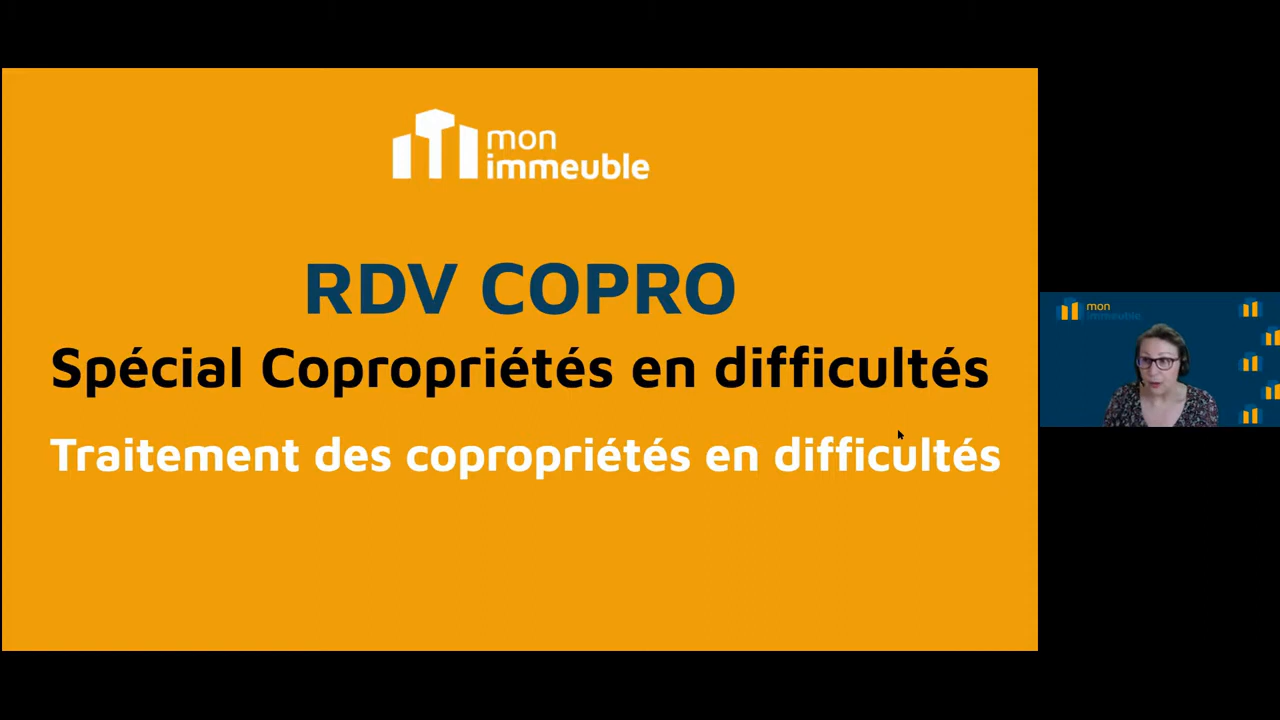 mon
immeuble
RDV COPRO
Spécial Copropriétés en difficultés
Traitement des copropriétés en difficultés
mon
immeuble